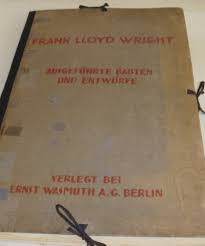 FRANK LLOYD WRIGHT
AUSGEFÜHRTE BAUTEN
UND ENTWÜRFE
VERLEGT BEI
ERNST WASMUTH A.G. BERLIN